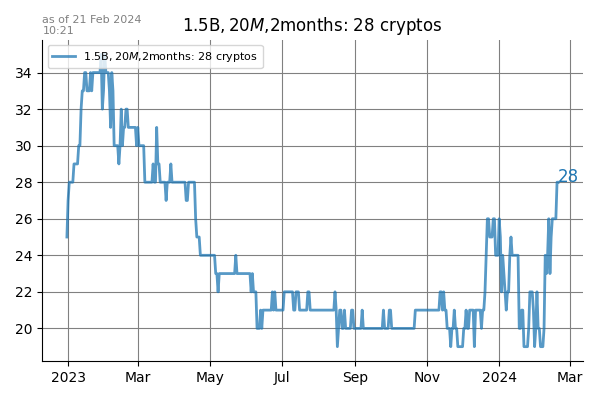 as of 21 Feb 2024
10:21
1.5B, 20M,2months: 28 cryptos
1.5B, 20M,2months: 28 cryptos
34
32
30
28
28
26
24
22
20
2023
Mar
May
Jul
Sep
Nov
2024
Mar